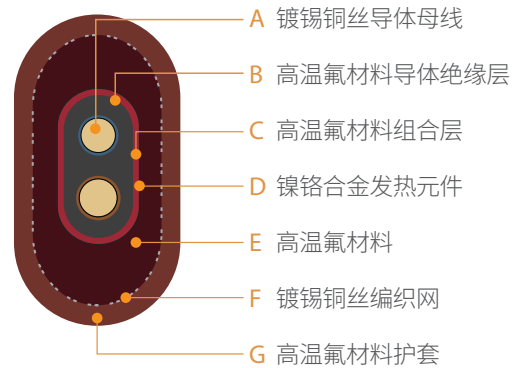 A 镀锡铜丝导体母线
B 高温氟材料导体绝缘层
C 高温氟材料组合层
D 镍铬合金发热元件
E 高温氟材料
F 镀锡铜丝编织网
G 高温氟材料护套